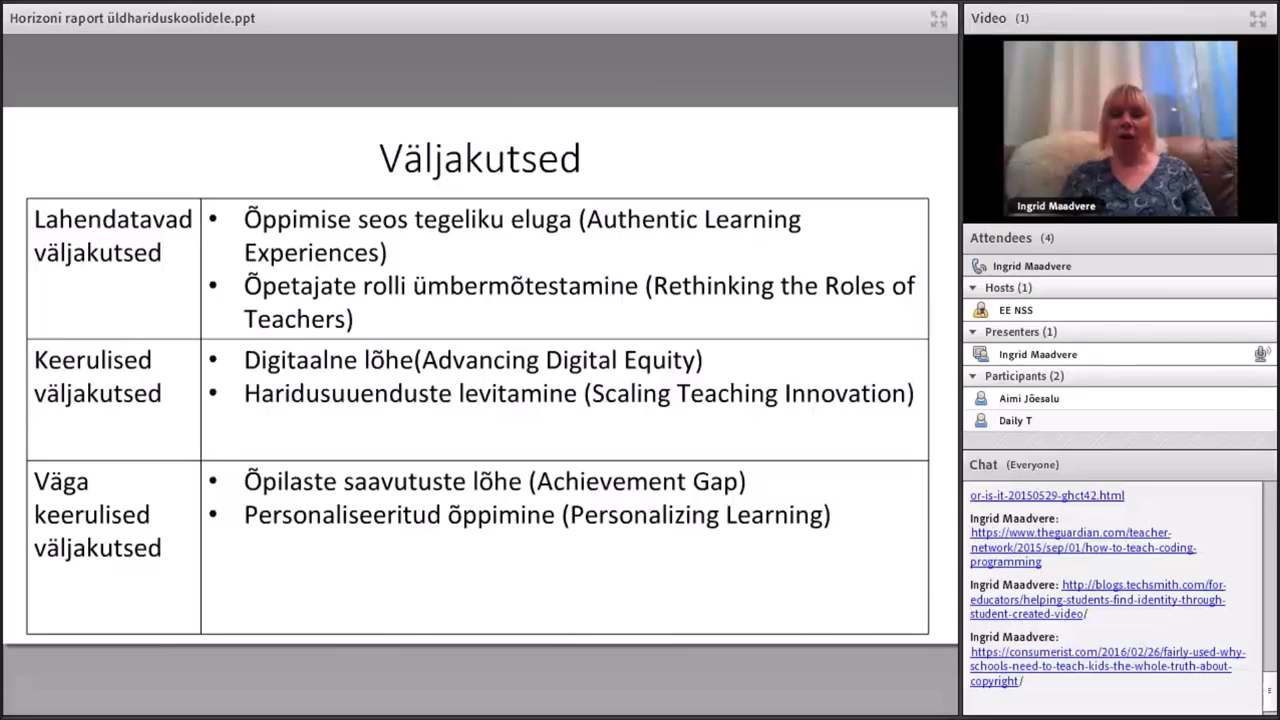 Horizoni raport üldhariduskoolidele.ppt
Väljakutsed
Lahendatavad
väljakutsed
• Õppimise seos tegeliku eluga (Authentic Learning
Experiences)
• Õpetajate rolli ümbermõtestamine (Rethinking the Roles of
Teachers)
Keerulised
väljakutsed
• Digitaalne lõhe(Advancing Digital Equity)
• Haridusuuenduste levitamine (Scaling Teaching Innovation)
Väga
keerulised
väljakutsed
• Õpilaste saavutuste lõhe (Achievement Gap)
• Personaliseeritud õppimine (Personalizing Learning)
Video (1)
Ingrid Maadvere
Attendees (4)
Ingrid Maadvere
Hosts (1)
EE NSS
Presenters (1)
Ingrid Maadvere
Participants (2)
Aimi Jõesalu
Daily T
Chat (Everyone)
or-is-it-20150529-ghct42.html
Ingrid Maadvere:
https://www.theguardian.com/teacher-
network/2015/sep/01/how-to-teach-coding-
programming
Ingrid Maadvere: http://blogs.techsmith.com/for-
educators/helping-students-find-identity-through-
student-created-video/
Ingrid Maadvere:
https://consumerist.com/2016/02/26/fairly-used-why-
schools-need-to-teach-kids-the-whole-truth-about-
copyright/